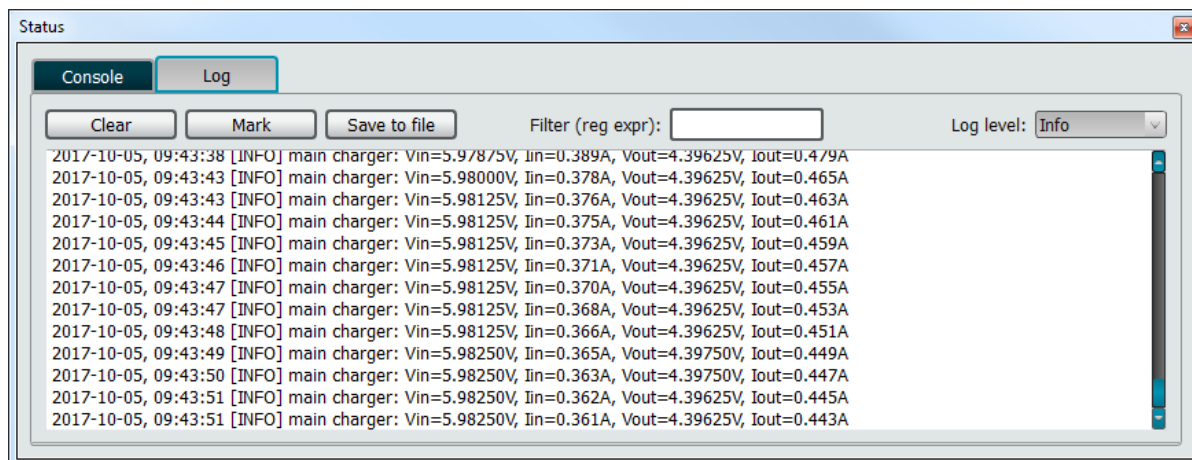 Status
Console Log
Clear Mark Save to file Filter (reg expr): Log level: Info
2017-10-05, 09:43:38 [INFO] main charger: Vin=5.97875V, Iin=0.389A, Vout=4.39625V, Iout=0.479A
2017-10-05, 09:43:43 [INFO] main charger: Vin=5.98000V, Iin=0.378A, Vout=4.39625V, Iout=0.465A
2017-10-05, 09:43:43 [INFO] main charger: Vin=5.98125V, Iin=0.376A, Vout=4.39625V, Iout=0.463A
2017-10-05, 09:43:44 [INFO] main charger: Vin=5.98125V, Iin=0.375A, Vout=4.39625V, Iout=0.461A
2017-10-05, 09:43:45 [INFO] main charger: Vin=5.98125V, Iin=0.373A, Vout=4.39625V, Iout=0.459A
2017-10-05, 09:43:46 [INFO] main charger: Vin=5.98125V, Iin=0.371A, Vout=4.39625V, Iout=0.457A
2017-10-05, 09:43:47 [INFO] main charger: Vin=5.98125V, Iin=0.370A, Vout=4.39625V, Iout=0.455A
2017-10-05, 09:43:47 [INFO] main charger: Vin=5.98125V, Iin=0.368A, Vout=4.39625V, Iout=0.453A
2017-10-05, 09:43:48 [INFO] main charger: Vin=5.98125V, Iin=0.366A, Vout=4.39625V, Iout=0.451A
2017-10-05, 09:43:49 [INFO] main charger: Vin=5.98250V, Iin=0.365A, Vout=4.39750V, Iout=0.449A
2017-10-05, 09:43:50 [INFO] main charger: Vin=5.98250V, Iin=0.363A, Vout=4.39750V, Iout=0.447A
2017-10-05, 09:43:51 [INFO] main charger: Vin=5.98250V, Iin=0.362A, Vout=4.39625V, Iout=0.445A
2017-10-05, 09:43:51 [INFO] main charger: Vin=5.98250V, Iin=0.361A, Vout=4.39625V, Iout=0.443A